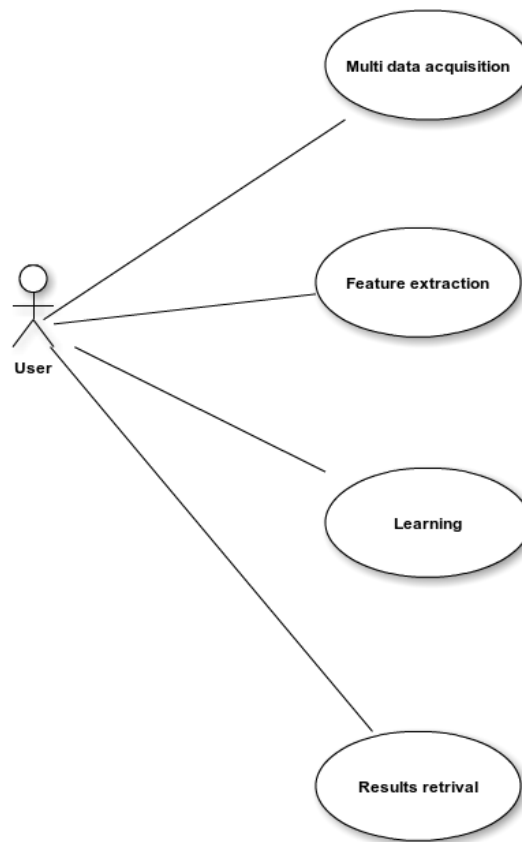 Multi data acquisition
Feature extraction
User
Learning
Results retrival